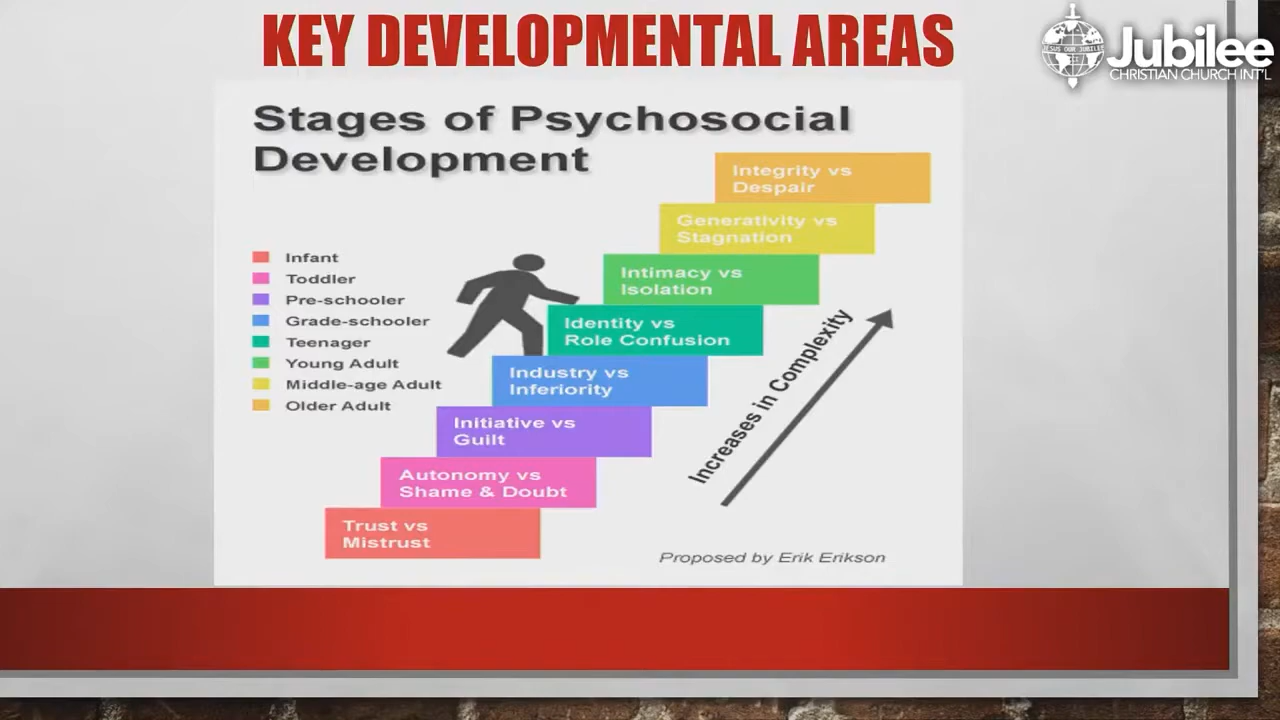 KEY DEVELOPMENTAL AREAS
JESUS OUR JUBILEE
Jubilee
CHRISTIAN CHURCH INT'L
Stages of Psychosocial
Development
Integrity vs
Despair
Generativity vs
Stagnation
Intimacy vs
Isolation
Identity vs
Role Confusion
Industry vs
Inferiority
Initiative vs
Guilt
Autonomy vs
Shame & Doubt
Trust vs
Mistrust
Infant
Toddler
Pre-schooler
Grade-schooler
Teenager
Young Adult
Middle-age Adult
Older Adult
Increases in Complexity
Proposed by Erik Erikson